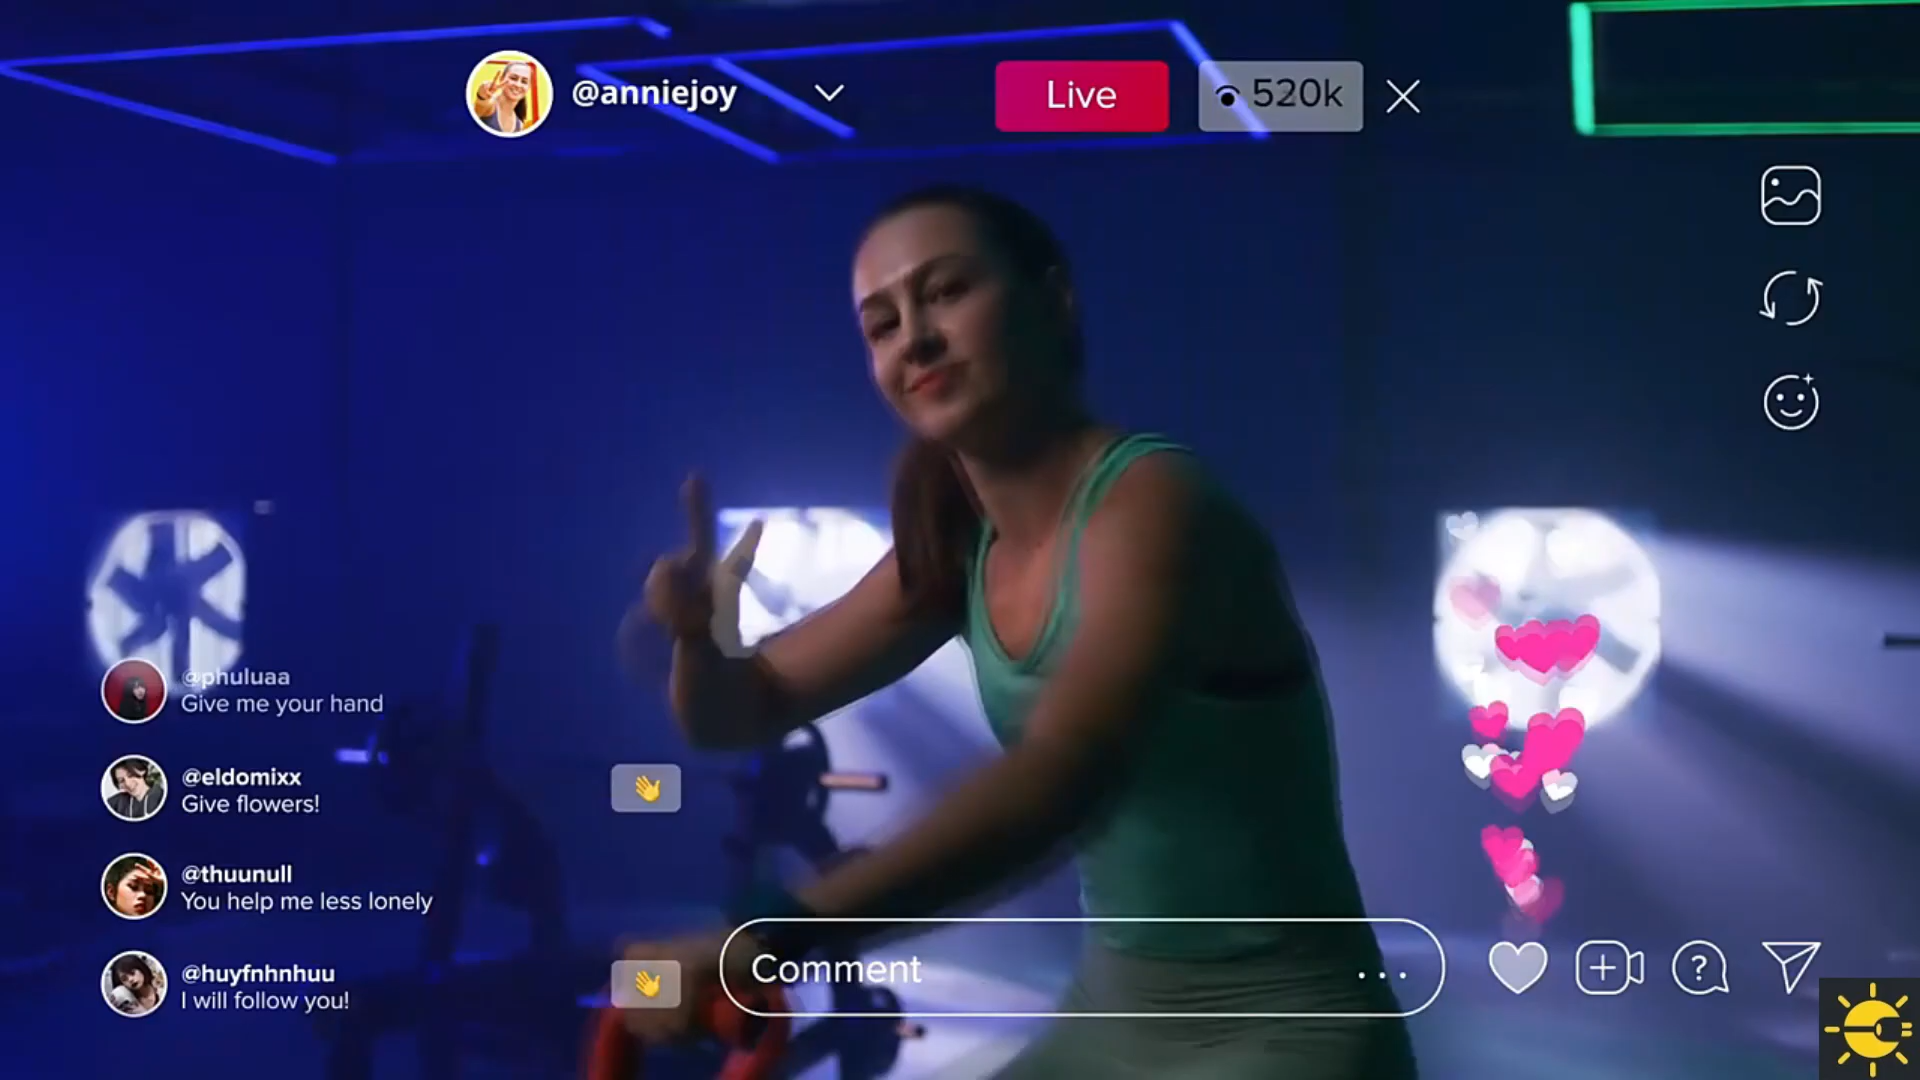 @anniejoy
Live
520k
@phuluaa
Give me your hand
@eldomixx
Give flowers!
@thuunull
You help me less lonely
@huyfnhnhuu
I will follow you!
Comment